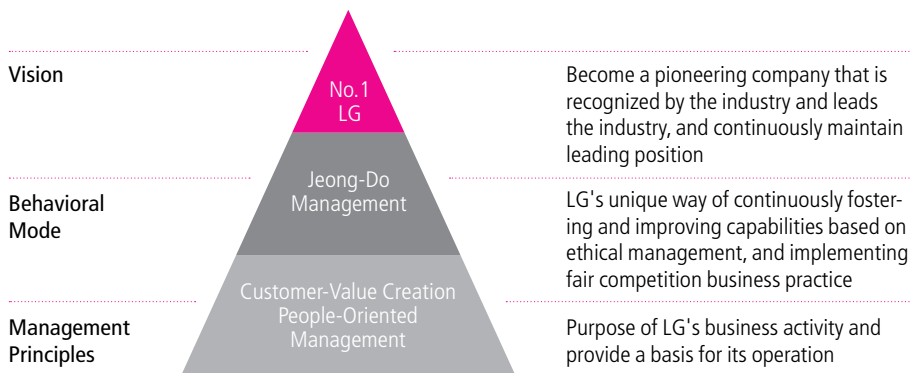 Vision
No.1
LG
Become a pioneering company that is
recognized by the industry and leads
the industry, and continuously maintain
leading position
Behavioral
Mode
Jeong-Do
Management
LG's unique way of continuously foster-
ing and improving capabilities based on
ethical management, and implementing
fair competition business practice
Management
Principles
Customer-Value Creation
People-Oriented
Management
Purpose of LG's business activity and
provide a basis for its operation